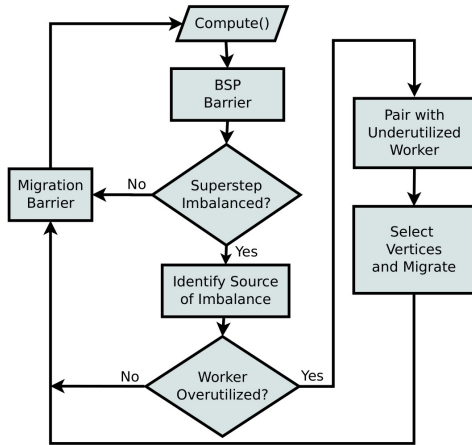 Compute()
BSP
Barrier
Superstep
Imbalanced?
No
Migration
Barrier
Yes
Identify Source
of Imbalance
Worker
Overutilized?
No
Yes
Pair with
Underutilized
Worker
Select
Vertices
and Migrate